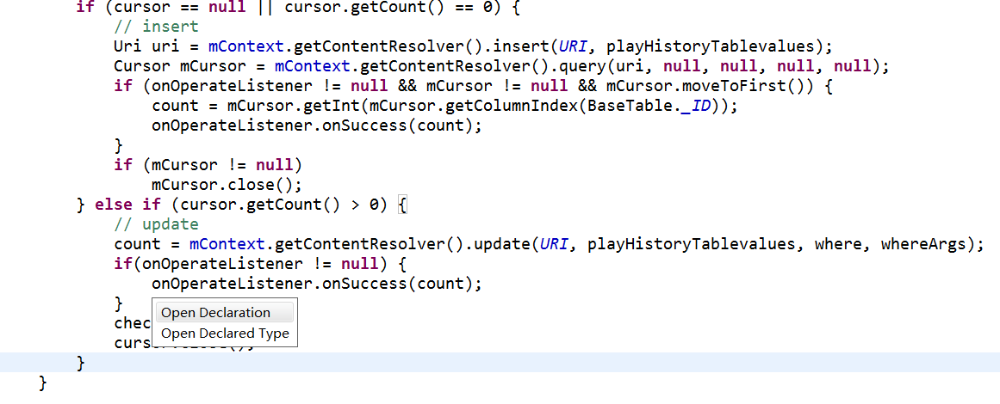 if (cursor == null || cursor.getCount() == 0) {
// insert
Uri uri = mContext.getContentResolver().insert(URI, playHistoryTablevalues);
Cursor mCursor = mContext.getContentResolver().query(uri, null, null, null, null);
if (onOperateListener != null && mCursor != null && mCursor.moveToFirst()) {
count = mCursor.getInt(mCursor.getColumnIndex(BaseTable._ID));
onOperateListener.onSuccess(count);
}
if (mCursor != null)
mCursor.close();
} else if (cursor.getCount() > 0) {
// update
count = mContext.getContentResolver().update(URI, playHistoryTablevalues, where, whereArgs);
if(onOperateListener != null) {
onOperateListener.onSuccess(count);
}
Open Declaration
chec
Open Declared Type
curs
}
}